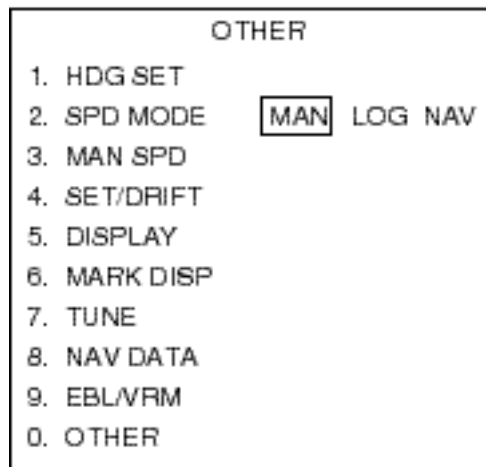 OTHER
1. HDG SET
2. SPD MODE MAN LOG NAV
3. MAN SPD
4. SET/DRIFT
5. DISPLAY
6. MARK DISP
7. TUNE
8. NAV DATA
9. EBL/VRM
0. OTHER